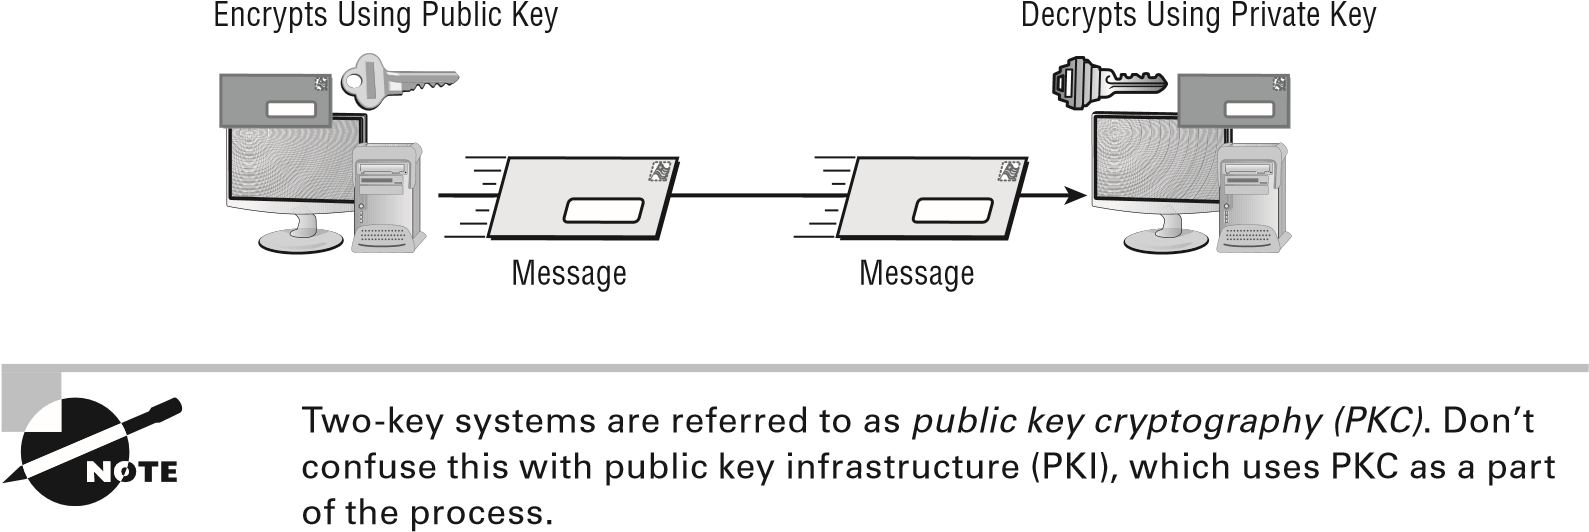 Encrypts Using Public Key
Decrypts Using Private Key
Message
Message
NOTE
Two-key systems are referred to as public key cryptography (PKC). Don’t
confuse this with public key infrastructure (PKI), which uses PKC as a part
of the process.